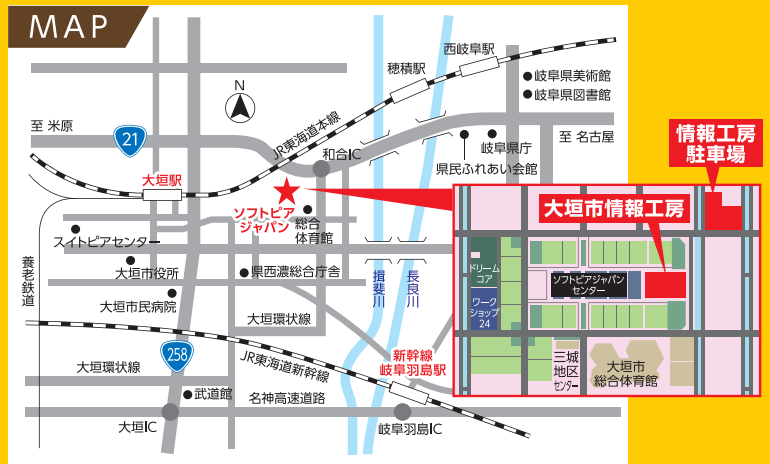 MAP
西岐阜駅
穂積駅
岐阜県美術館
岐阜県図書館
N
至 米原
21
JR東海道本線
和合IC
岐阜県庁
県民ふれあい会館
至 名古屋
情報工房
駐車場
大垣駅
ソフトピア
ジャパン
総合
体育館
大垣市情報工房
スイトピアセンター
大垣市役所
県西濃総合庁舎
揖斐川
長良川
養老鉄道
大垣市民病院
大垣環状線
ドリーム
コア
ソフトピアジャパン
センター
ワーク
ショップ
24
258
JR東海道新幹線
新幹線
岐阜羽島駅
三城
地区
センター
大垣市
総合体育館
大垣環状線
武道館
名神高速道路
大垣IC
岐阜羽島IC